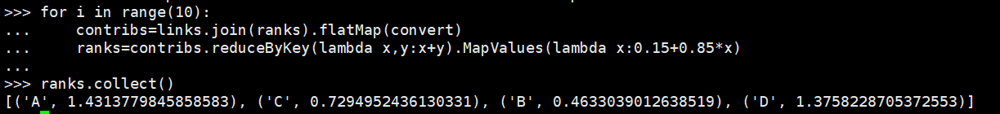 >>> for i in range(10):
...     contribs=links.join(ranks).flatMap(convert)
...     ranks=contribs.reduceByKey(lambda x,y:x+y).MapValues(lambda x:0.15+0.85*x)
...
>>> ranks.collect()
[('A', 1.4313779845858583), ('C', 0.7294952436130331), ('B', 0.4633039012638519), ('D', 1.3758228705372553)]